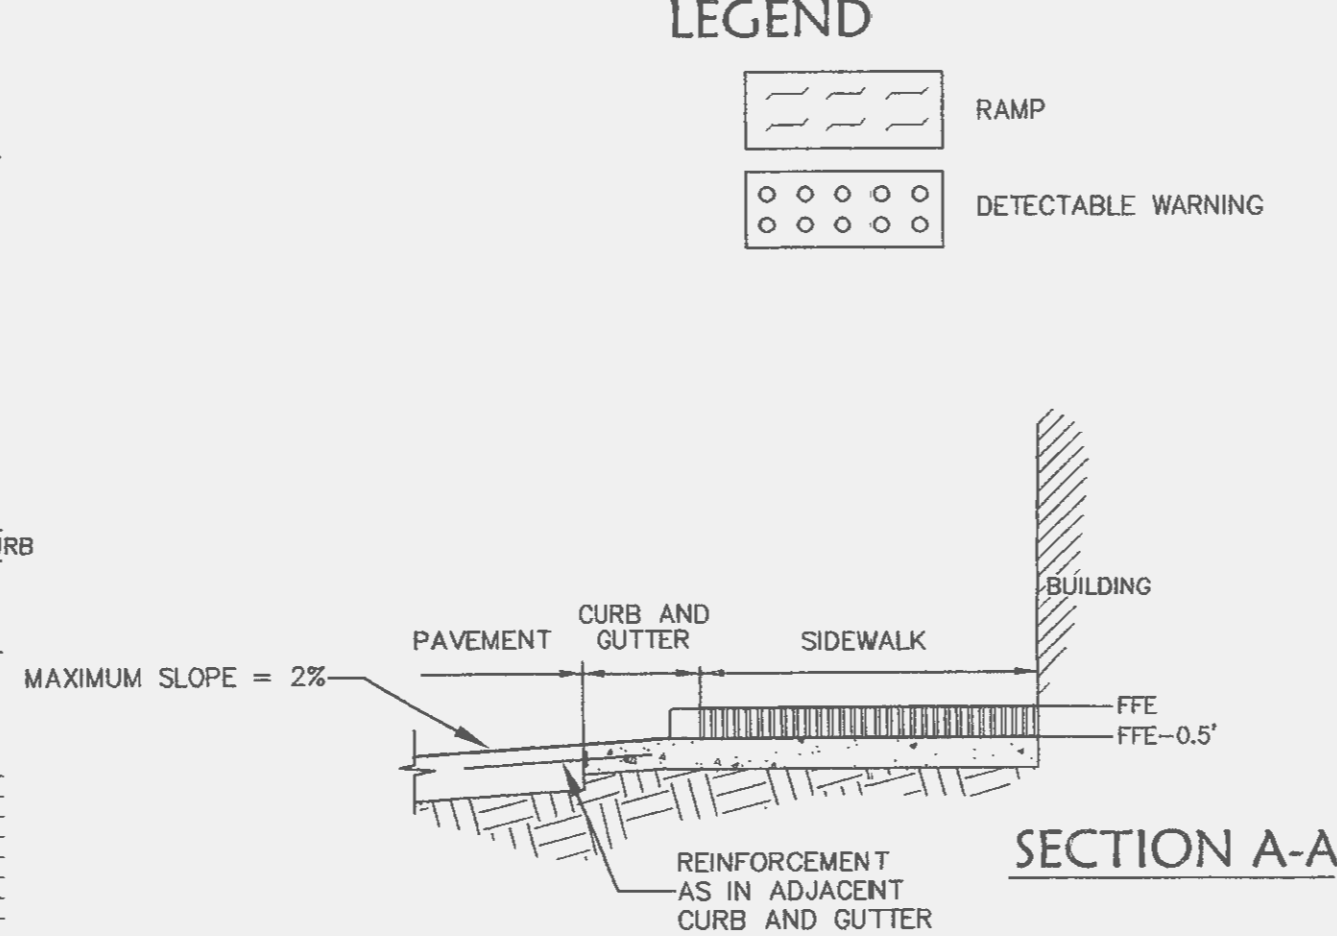 LEGEND
RAMP
DETECTABLE WARNING
URB
BUILDING
CURB AND
GUTTER
PAVEMENT
SIDEWALK
MAXIMUM SLOPE = 2%
FFE
FFE-0.5'
SECTION A-A
REINFORCEMENT
AS IN ADJACENT
CURB AND GUTTER